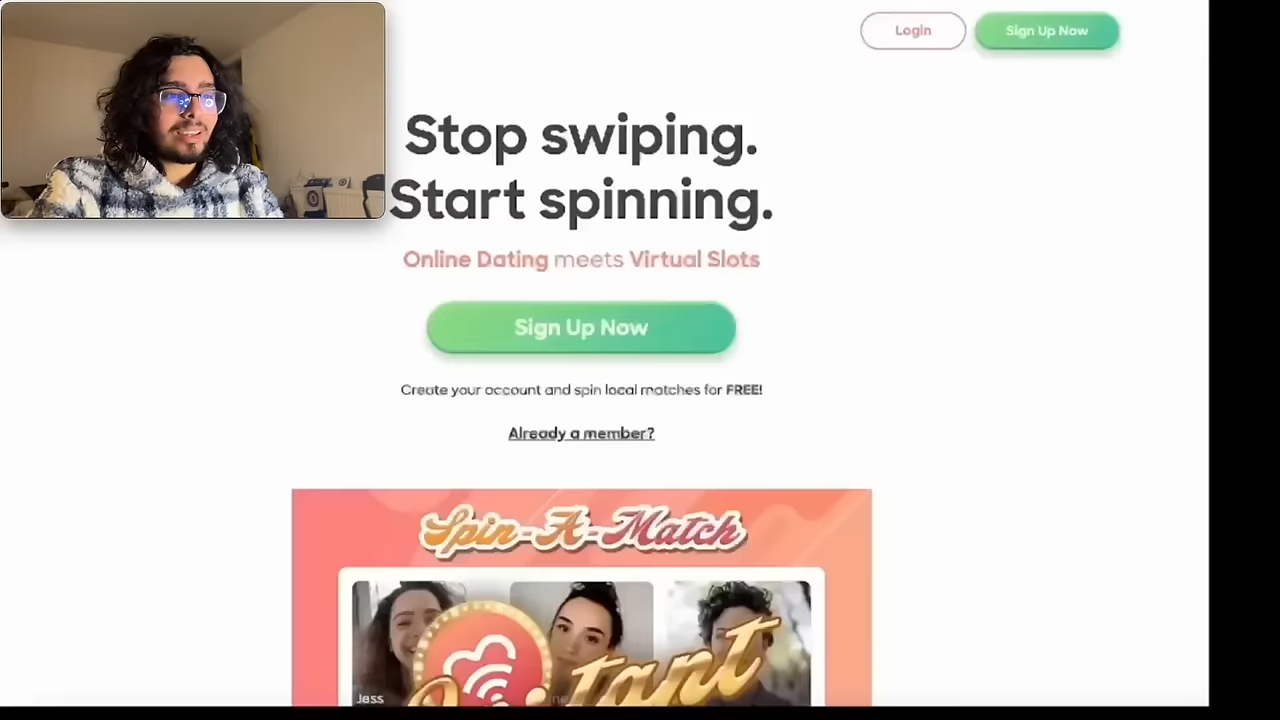 Login
Sign Up Now
Stop swiping.
Start spinning.
Online Dating meets Virtual Slots
Sign Up Now
Create your account and spin local matches for FREE!
Already a member?
Spin-A-Match
Jess